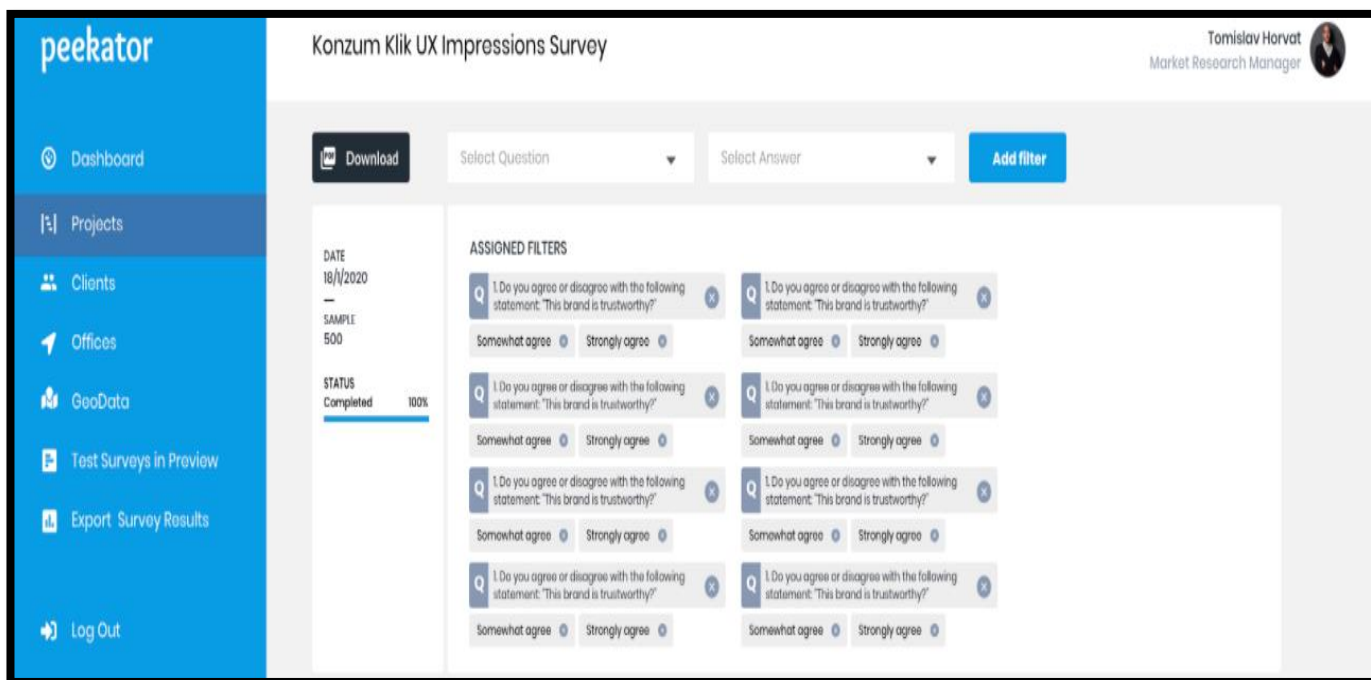 peekator
Konzum Klik UX Impressions Survey
Tomislav Horvat
Market Research Manager
Dashboard
Projects
Clients
Offices
GeoData
Test Surveys in Preview
Export Survey Results
Log Out
PDF Download
Select Question
Select Answer
Add filter
DATE
18/1/2020
—
SAMPLE
500
STATUS
Completed 100%
ASSIGNED FILTERS
Q 1. Do you agree or disagree with the following
statement: "This brand is trustworthy?"
Somewhat agree Strongly agree
Q 1. Do you agree or disagree with the following
statement: "This brand is trustworthy?"
Somewhat agree Strongly agree
Q 1. Do you agree or disagree with the following
statement: "This brand is trustworthy?"
Somewhat agree Strongly agree
Q 1. Do you agree or disagree with the following
statement: "This brand is trustworthy?"
Somewhat agree Strongly agree
Q 1. Do you agree or disagree with the following
statement: "This brand is trustworthy?"
Somewhat agree Strongly agree
Q 1. Do you agree or disagree with the following
statement: "This brand is trustworthy?"
Somewhat agree Strongly agree
Q 1. Do you agree or disagree with the following
statement: "This brand is trustworthy?"
Somewhat agree Strongly agree
Q 1. Do you agree or disagree with the following
statement: "This brand is trustworthy?"
Somewhat agree Strongly agree